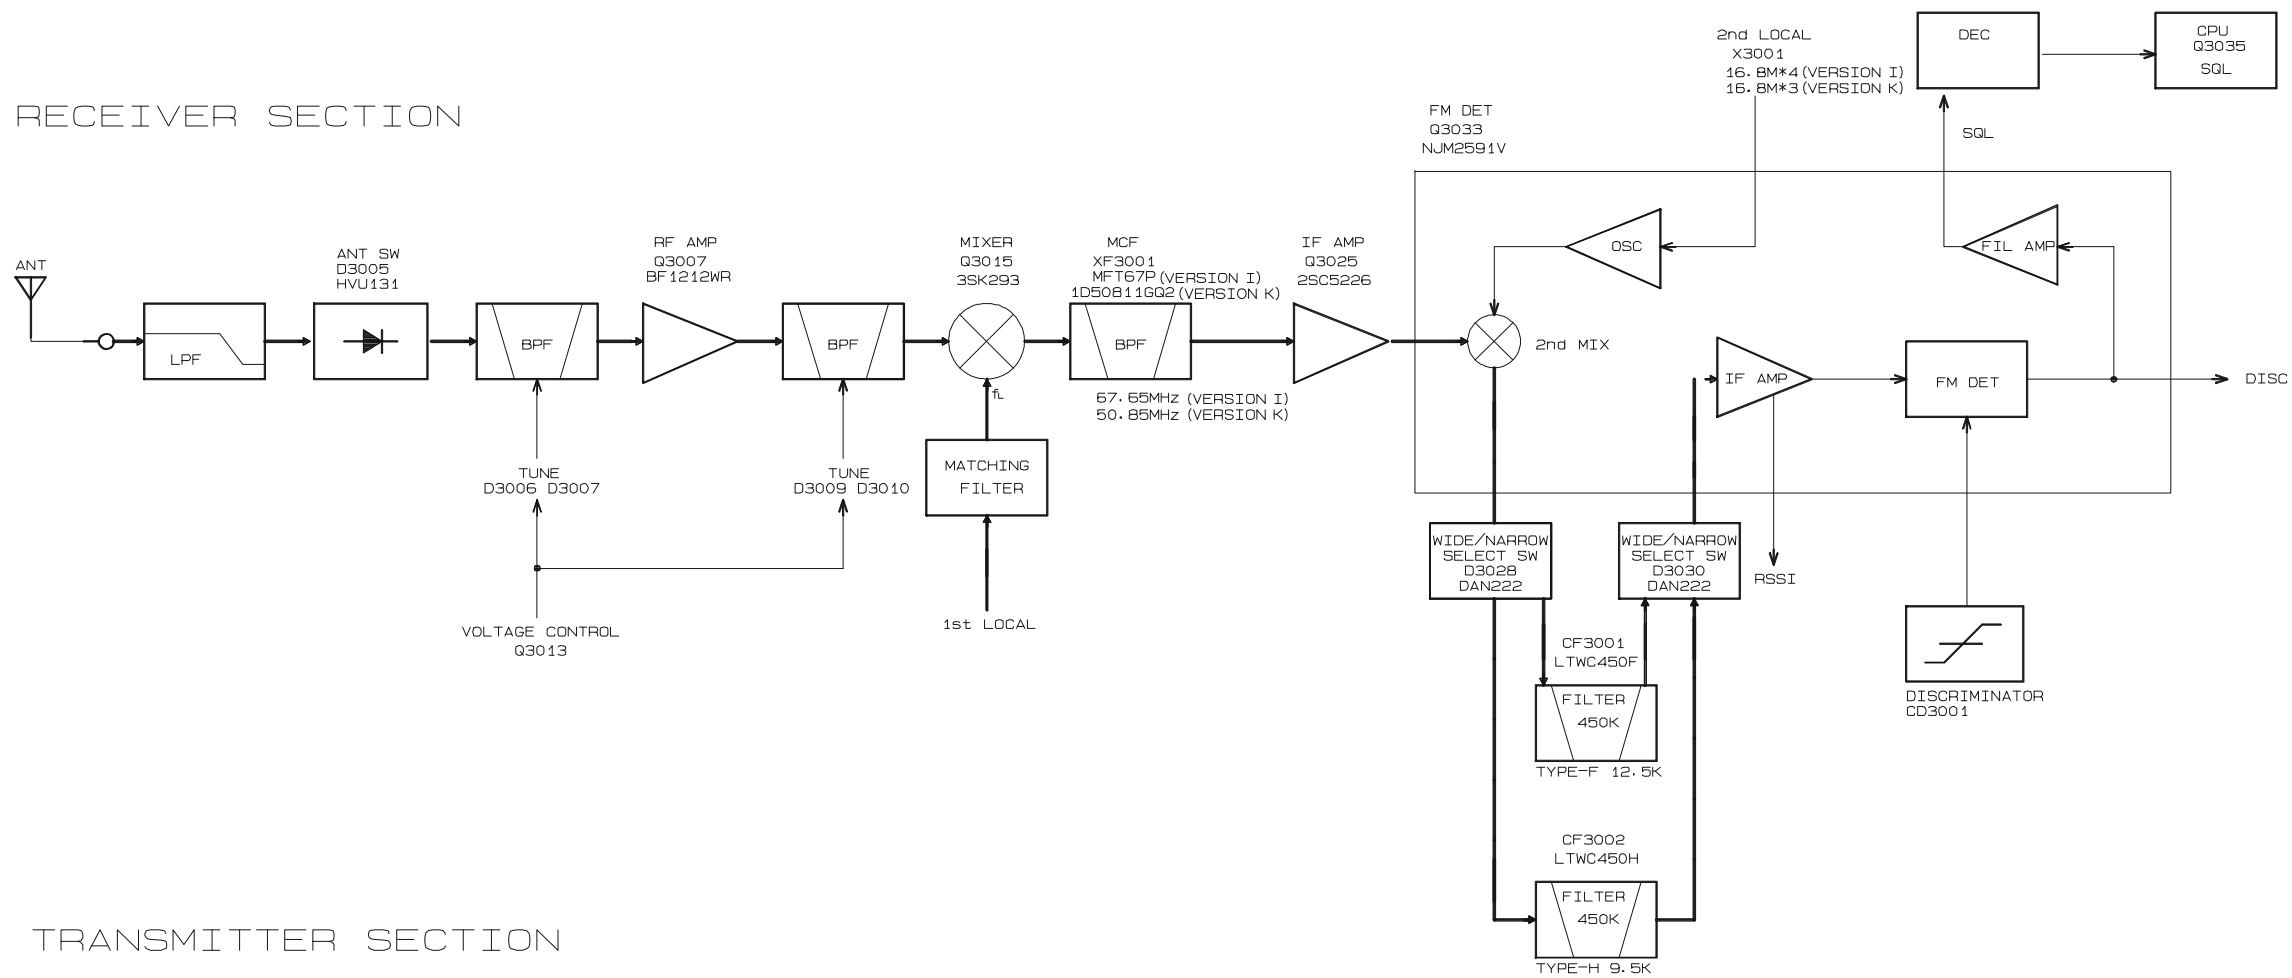 RECEIVER SECTION
ANT
LPF
ANT SW
D3005
HVU131
BPF
TUNE
D3006 D3007
VOLTAGE CONTROL
Q3013
RF AMP
Q3007
BF1212WR
BPF
TUNE
D3009 D3010
MIXER
Q3015
3SK293
fL
MATCHING
FILTER
1st LOCAL
MCF
XF3001
MFT67P (VERSION I)
1D50811GQ2 (VERSION K)
BPF
67.65MHz (VERSION I)
50.85MHz (VERSION K)
IF AMP
Q3025
2SC5226
FM DET
Q3033
NJM2591V
2nd LOCAL
X3001
16.8M*4 (VERSION I)
16.8M*3 (VERSION K)
DEC
CPU
Q3035
SQL
SQL
OSC
FIL AMP
2nd MIX
IF AMP
FM DET
DISC
WIDE/NARROW
SELECT SW
D3028
DAN222
WIDE/NARROW
SELECT SW
D3030
DAN222
RSSI
CF3001
LTWC450F
FILTER
450K
TYPE-F 12.5K
DISCRIMINATOR
CD3001
CF3002
LTWC450H
FILTER
450K
TYPE-H 9.5K
TRANSMITTER SECTION